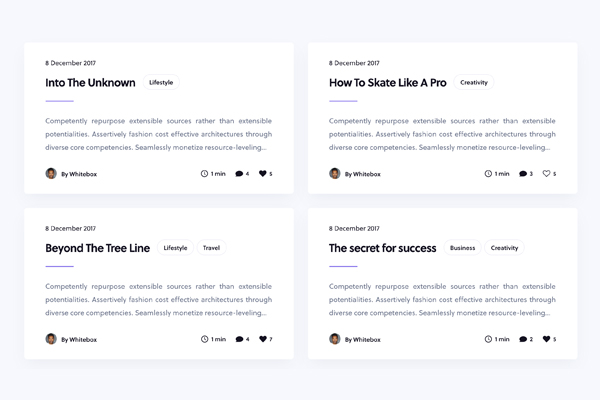 8 December 2017
Into The Unknown Lifestyle
Competently repurpose extensible sources rather than extensible
potentialities. Assertively fashion cost effective architectures through
diverse core competencies. Seamlessly monetize resource-leveling...
By Whitebox 1 min 4 5
8 December 2017
How To Skate Like A Pro Creativity
Competently repurpose extensible sources rather than extensible
potentialities. Assertively fashion cost effective architectures through
diverse core competencies. Seamlessly monetize resource-leveling...
By Whitebox 1 min 3 5
8 December 2017
Beyond The Tree Line Lifestyle Travel
Competently repurpose extensible sources rather than extensible
potentialities. Assertively fashion cost effective architectures through
diverse core competencies. Seamlessly monetize resource-leveling...
By Whitebox 1 min 4 7
8 December 2017
The secret for success Business Creativity
Competently repurpose extensible sources rather than extensible
potentialities. Assertively fashion cost effective architectures through
diverse core competencies. Seamlessly monetize resource-leveling...
By Whitebox 1 min 2 5